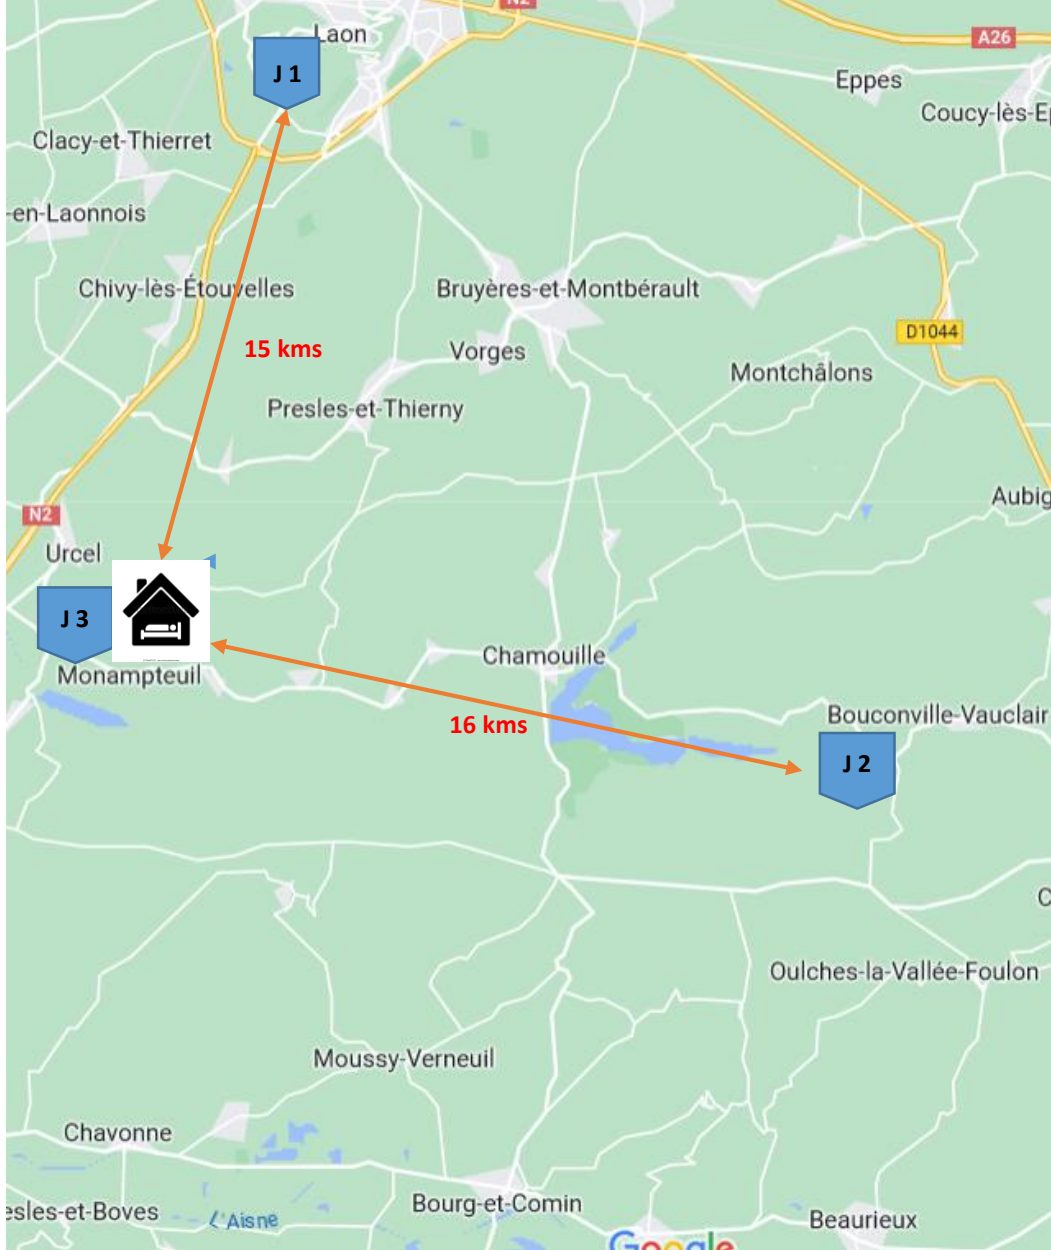 N2
Laon
A26
J 1
Eppes
Coucy-lès-E
Clacy-et-Thierret
-en-Laonnois
Chivy-lès-Étouvelles
Bruyères-et-Montbérault
D1044
15 kms
Vorges
Montchâlons
Presles-et-Thierny
Aubig
N2
Urcel
J 3
Chamouille
Monampteuil
16 kms
Bouconville-Vauclair
J 2
C
Oulches-la-Vallée-Foulon
Moussy-Verneuil
Chavonne
esles-et-Boves
L'Aisne
Bourg-et-Comin
Beaurieux
Google